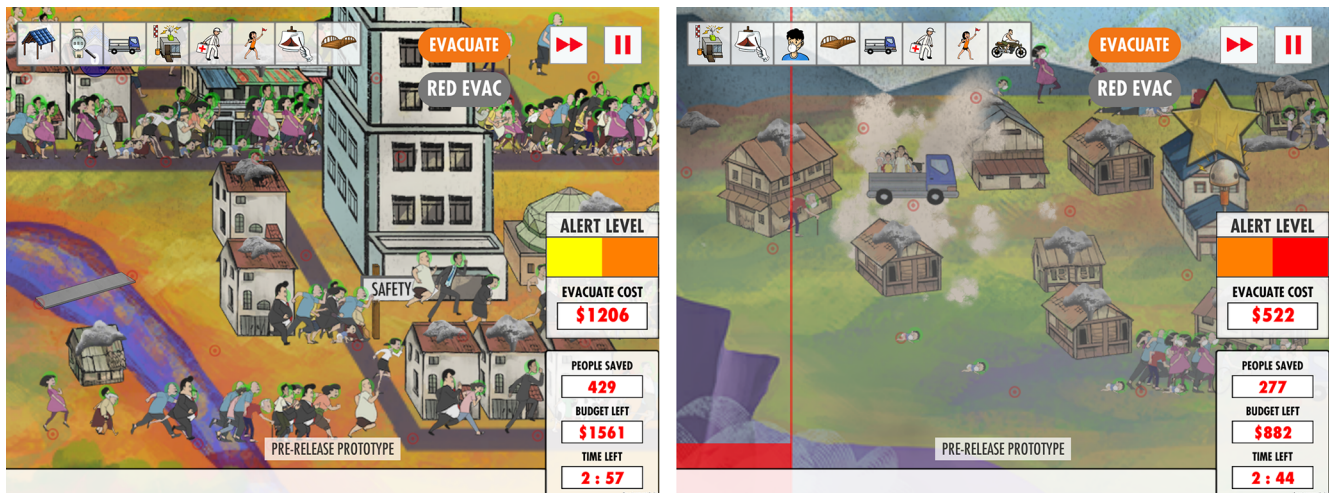 EVACUATE
RED EVAC
SAFETY
ALERT LEVEL
EVACUATE COST
$1206
PEOPLE SAVED
429
BUDGET LEFT
$1561
TIME LEFT
2 : 57
PRE-RELEASE PROTOTYPE
EVACUATE
RED EVAC
ALERT LEVEL
EVACUATE COST
$522
PEOPLE SAVED
277
BUDGET LEFT
$882
TIME LEFT
2 : 44
PRE-RELEASE PROTOTYPE